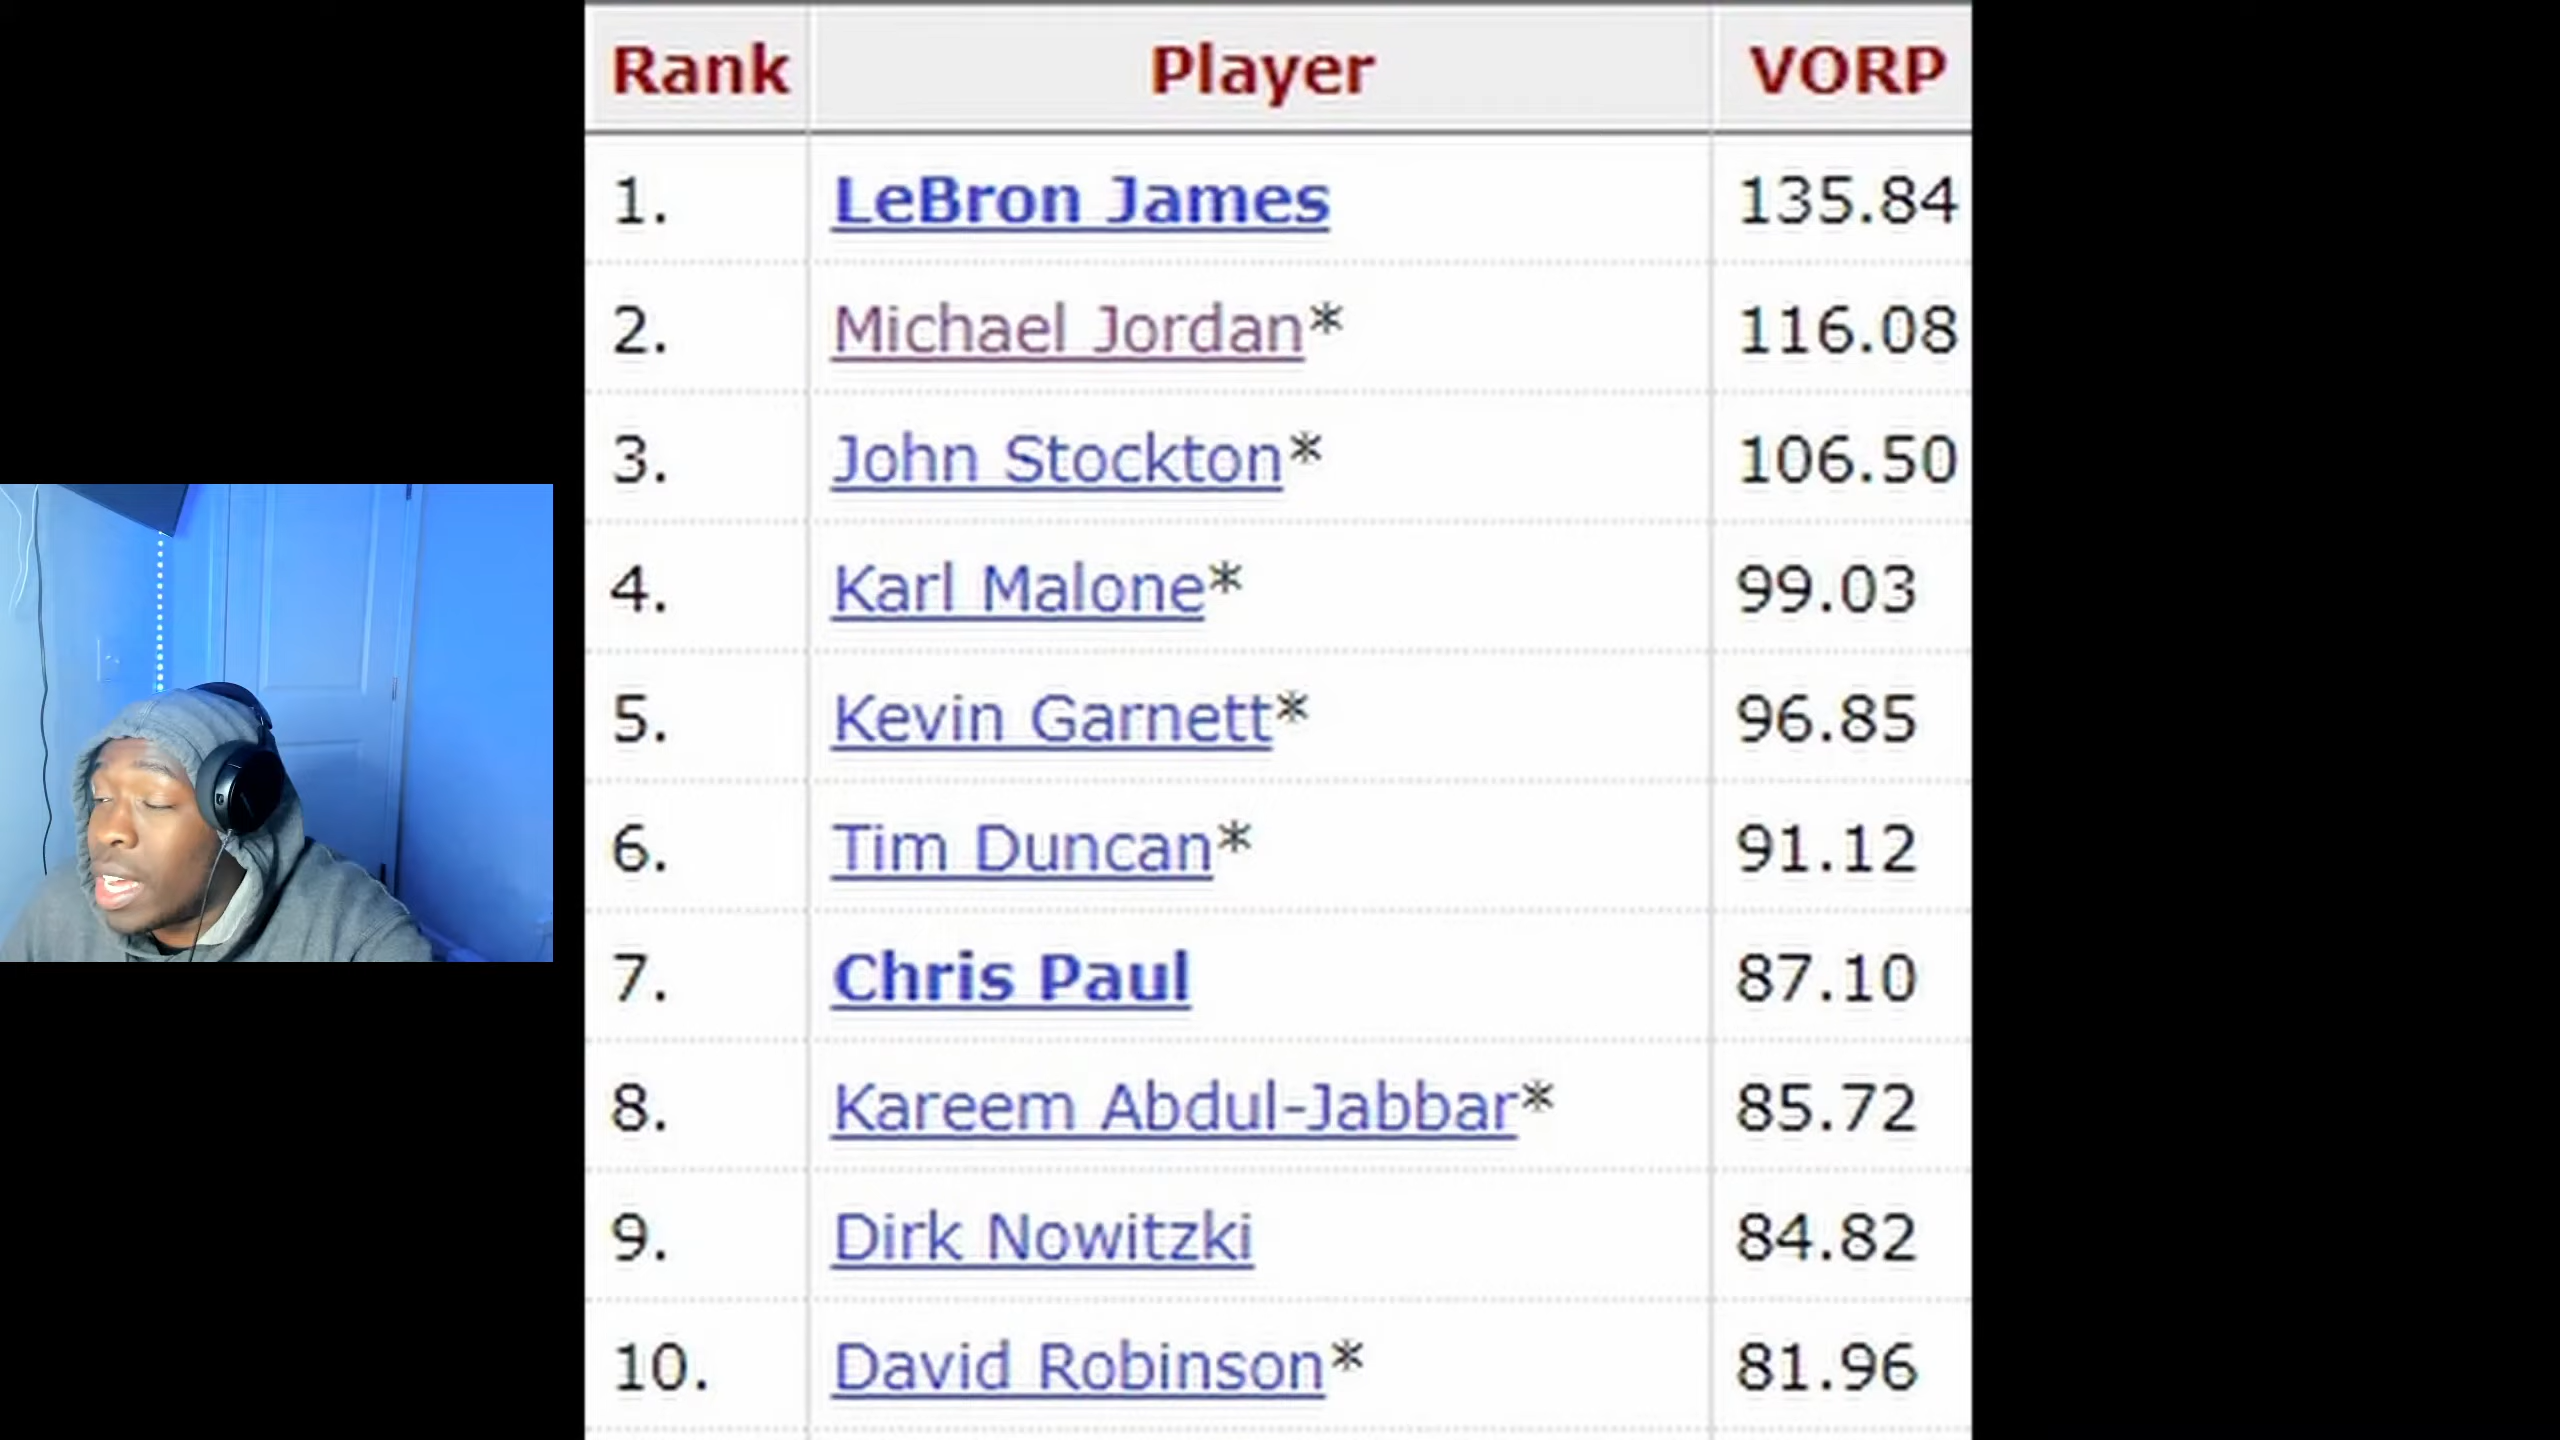 Rank Player VORP
1. LeBron James 135.84
2. Michael Jordan* 116.08
3. John Stockton* 106.50
4. Karl Malone* 99.03
5. Kevin Garnett* 96.85
6. Tim Duncan* 91.12
7. Chris Paul 87.10
8. Kareem Abdul-Jabbar* 85.72
9. Dirk Nowitzki 84.82
10. David Robinson* 81.96